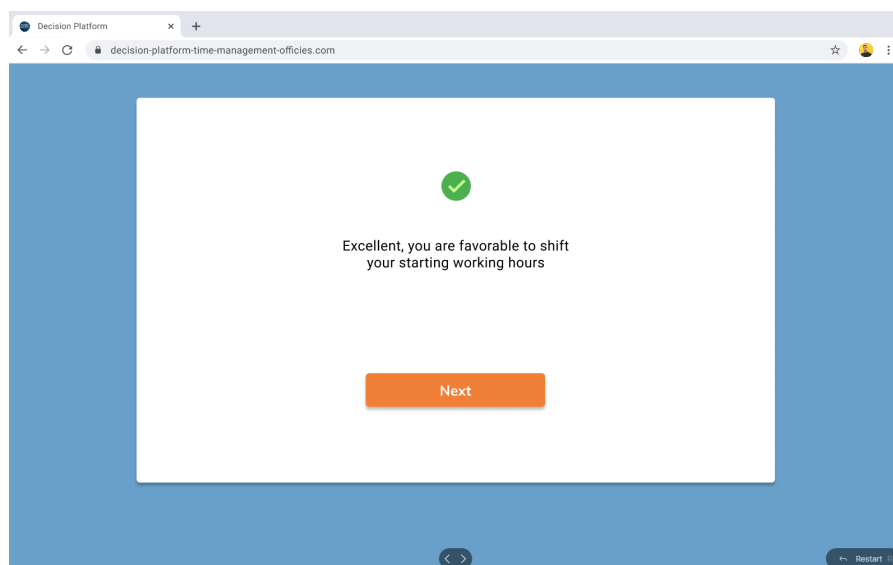 Decision Platform
decision-platform-time-management-officies.com
Excellent, you are favorable to shift
your starting working hours
Next
Restart R